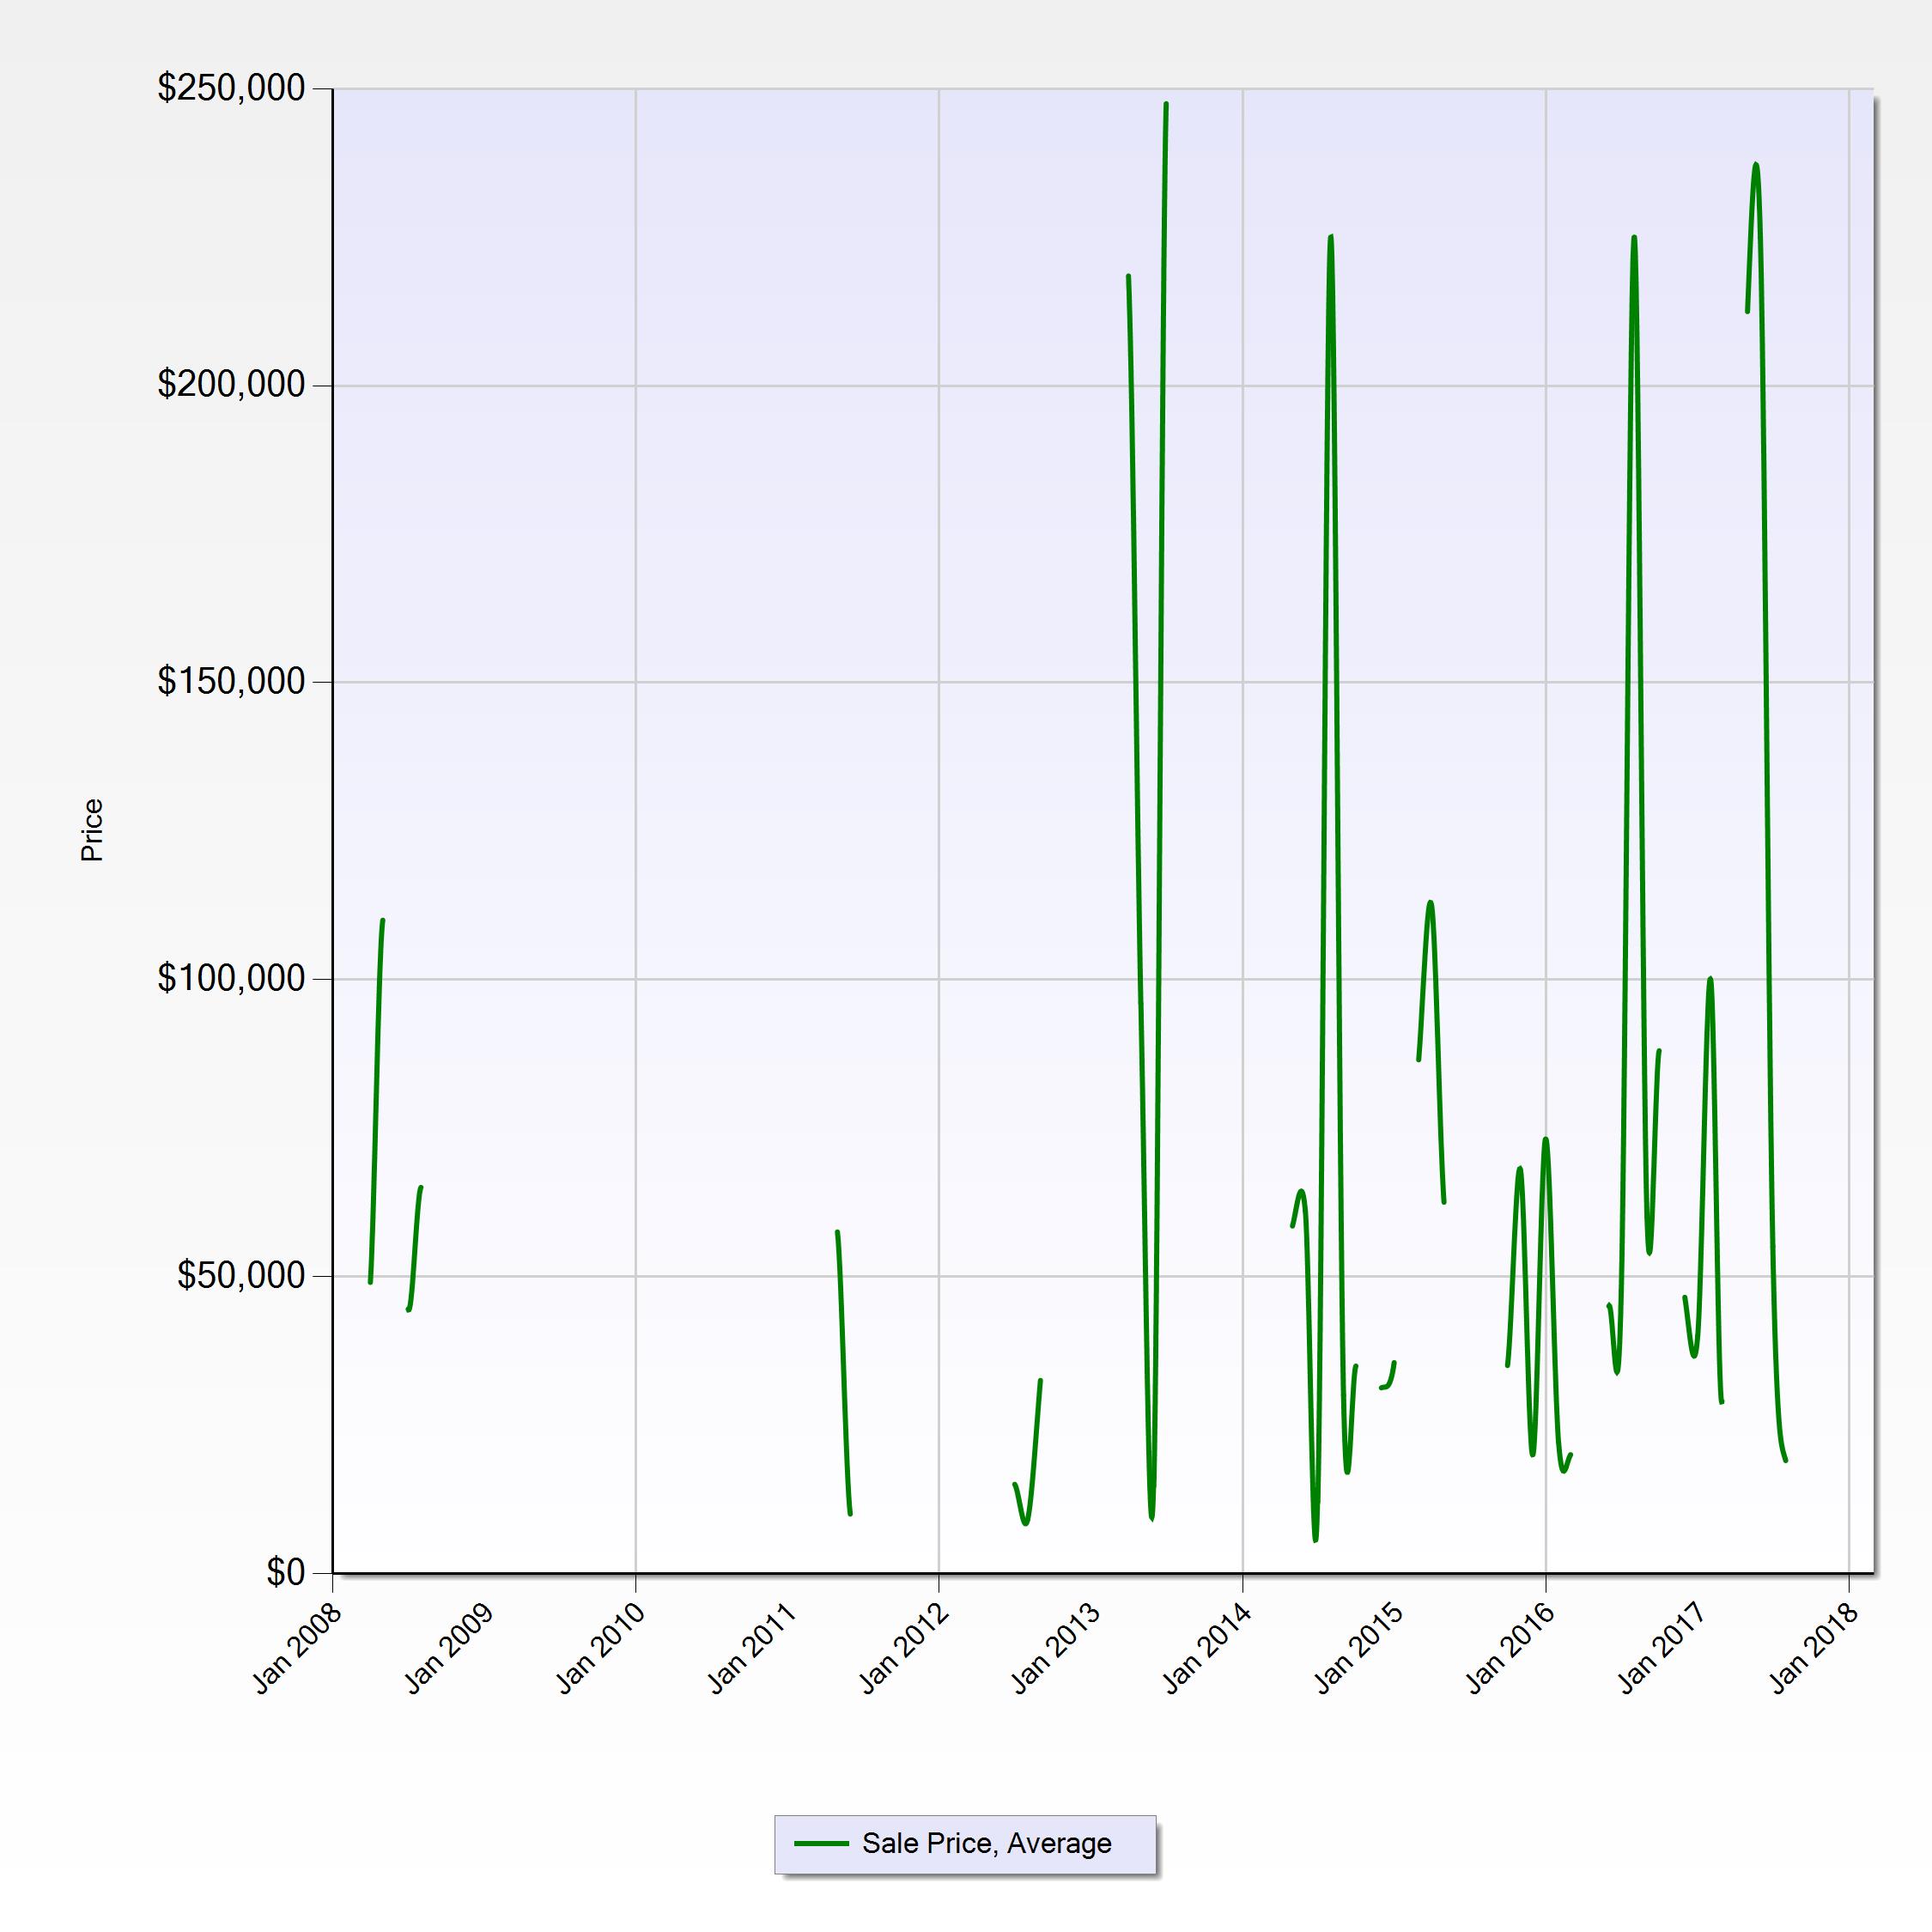 $250,000
$200,000
$150,000
$100,000
$50,000
$0
Price
Jan 2008
Jan 2009
Jan 2010
Jan 2011
Jan 2012
Jan 2013
Jan 2014
Jan 2015
Jan 2016
Jan 2017
Jan 2018
Sale Price, Average